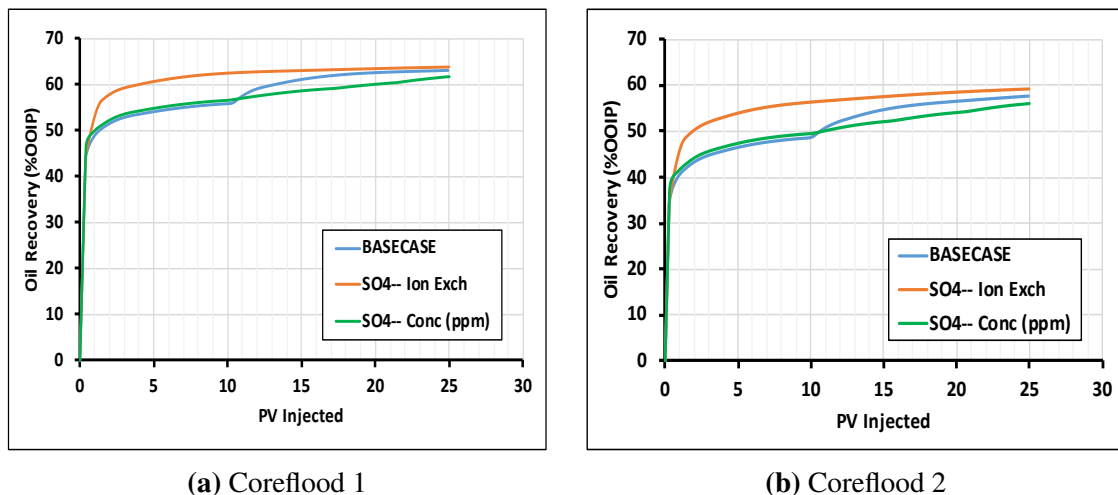 Oil Recovery (%OOIP)
70
60
50
40
30
20
10
0
BASECASE
SO4-- Ion Exch
SO4-- Conc (ppm)
0 5 10 15 20 25 30
PV Injected
(a) Coreflood 1
Oil Recovery (%OOIP)
70
60
50
40
30
20
10
0
BASECASE
SO4-- Ion Exch
SO4-- Conc (ppm)
0 5 10 15 20 25 30
PV Injected
(b) Coreflood 2